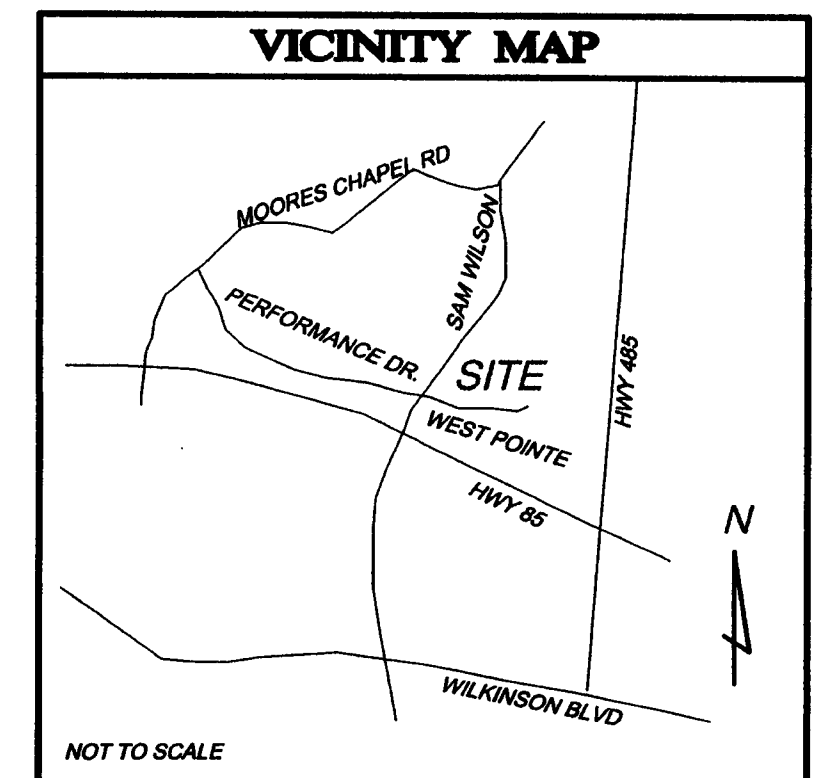 VICINITY MAP
MOORES CHAPEL RD
SAM WILSON
PERFORMANCE DR.
SITE
HWY 485
WEST POINTE
HWY 85
N
WILKINSON BLVD
NOT TO SCALE